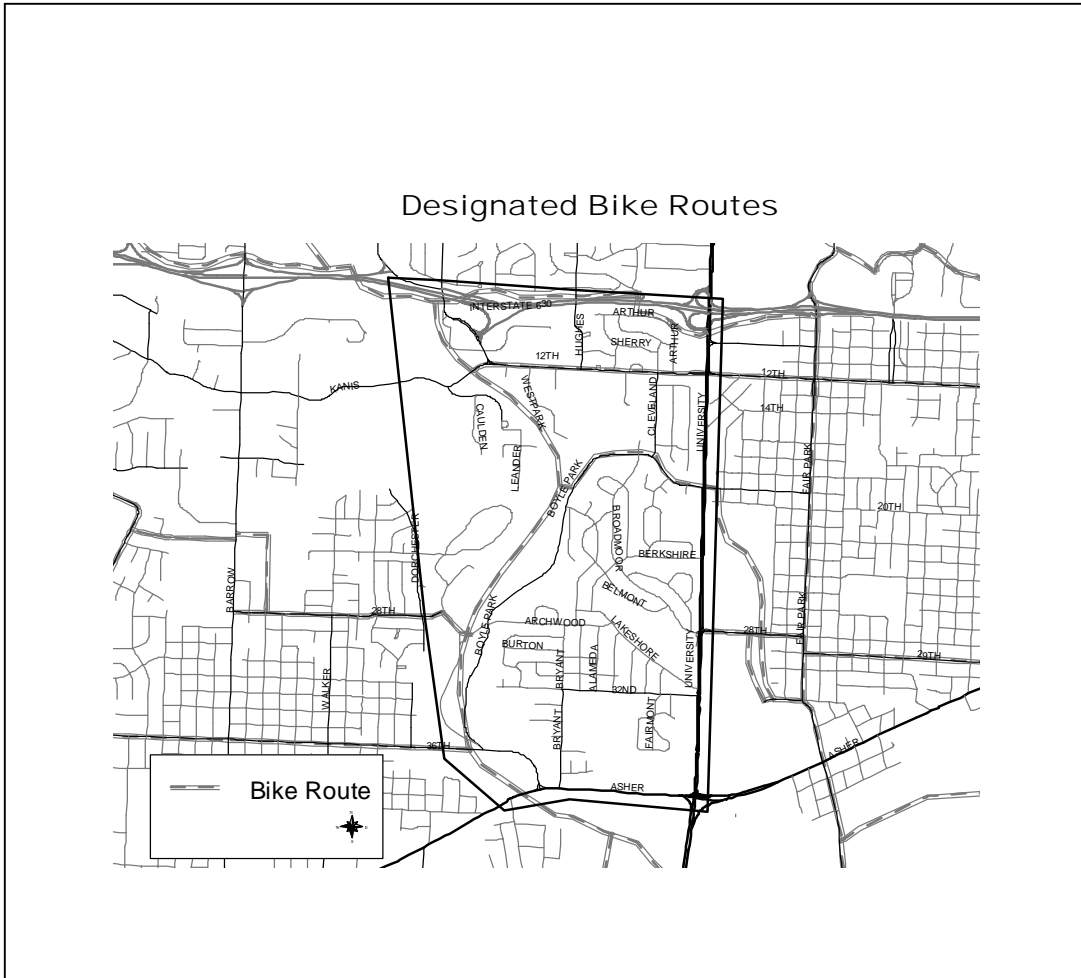 Designated Bike Routes
INTERSTATE 630
ARTHUR
HUGHES
SHERRY
ARTHUR
12TH
12TH
KANIS
WESTPARK
CLEVELAND
UNIVERSITY
14TH
CAULDEN
LEANDER
BOYLE PARK
FAIR PARK
20TH
BROADMOOR
DORCHESTER
BERKSHIRE
BARROW
BELMONT
28TH
BOYLE PARK
ARCHWOOD
LAKESHORE
28TH
FAIR PARK
BURTON
BRYANT
ALAMEDA
UNIVERSITY
29TH
WALKER
32ND
BRYANT
FAIRMONT
36TH
ASHER
ASHER
Bike Route
N
W E
S